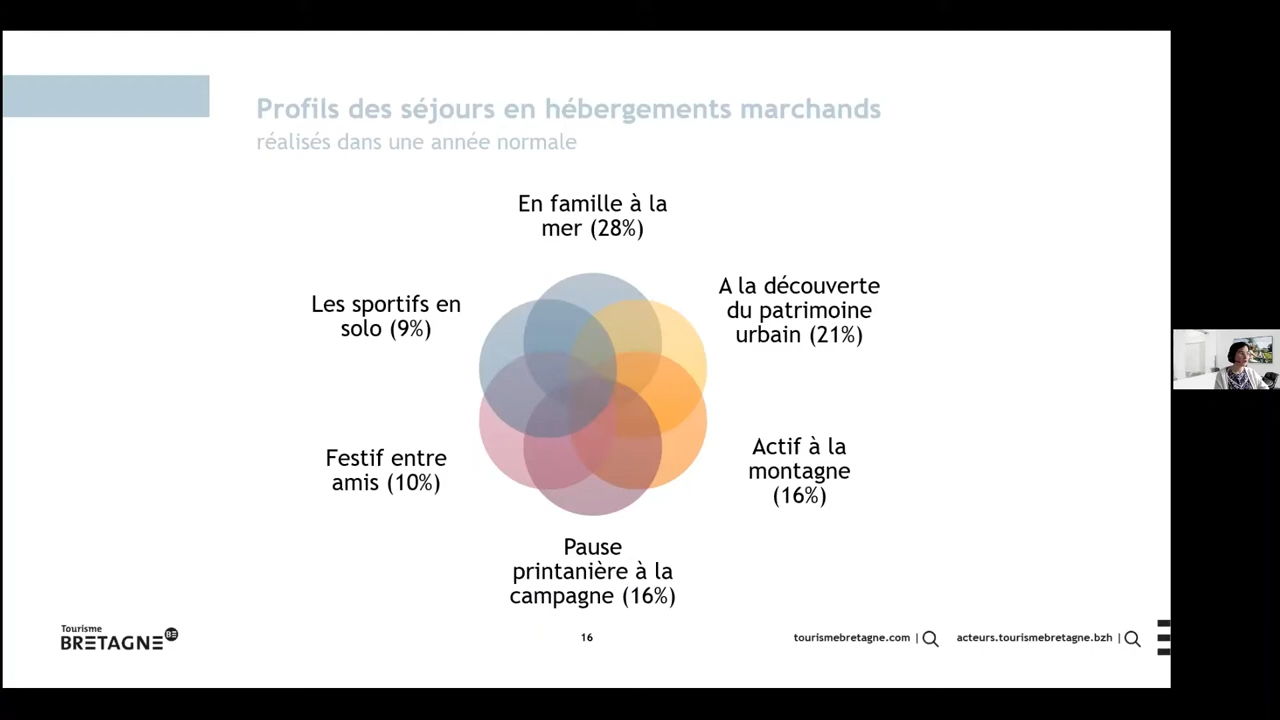 Profils des séjours en hébergements marchands
réalisés dans une année normale
En famille à la
mer (28%)
A la découverte
du patrimoine
urbain (21%)
Actif à la
montagne
(16%)
Pause
printanière à la
campagne (16%)
Festif entre
amis (10%)
Les sportifs en
solo (9%)
Tourisme
BRETAGNE BE
16
tourismebretagne.com |
acteurs.tourismebretagne.bzh |